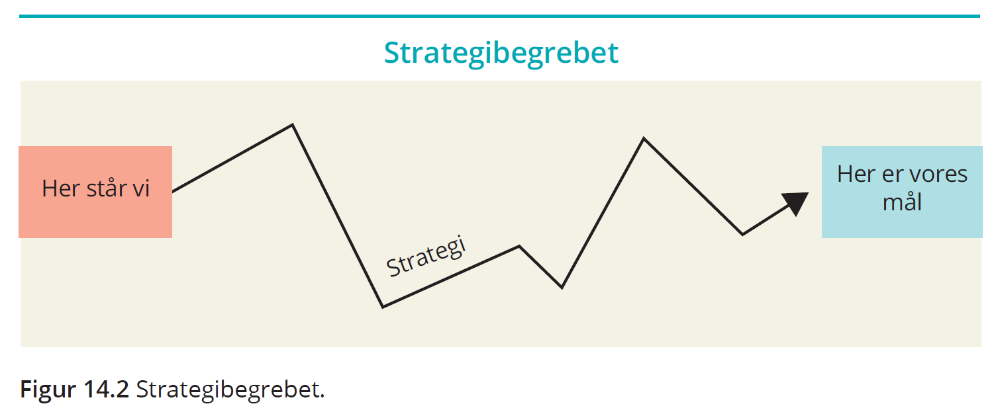 Strategibegrebet
Her står vi
Strategi
Her er vores
mål
Figur 14.2 Strategibegrebet.